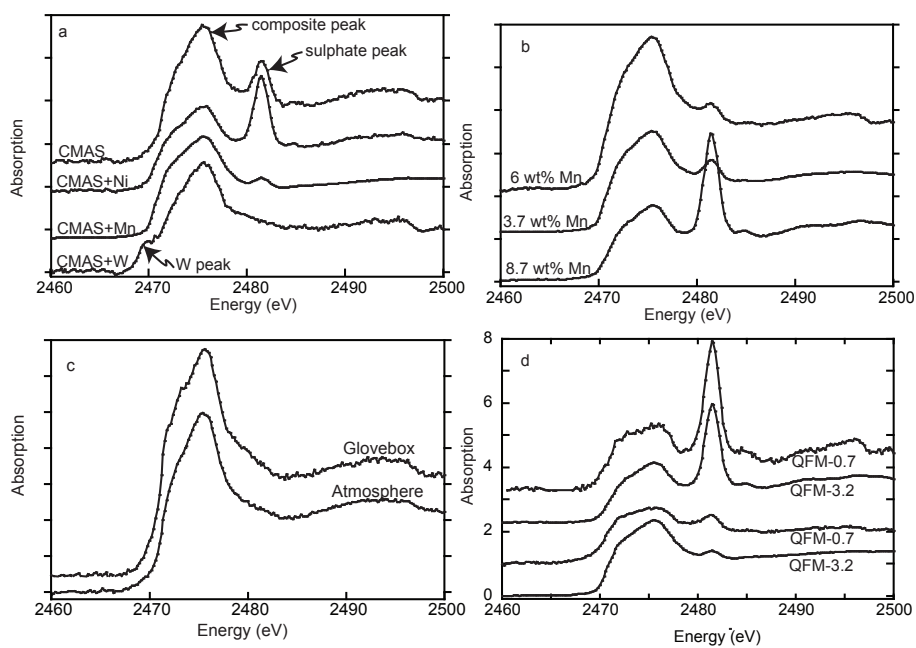 a
composite peak
sulphate peak
CMAS
CMAS+Ni
CMAS+Mn
CMAS+W
W peak
Absorption
2460 2470 2480 2490 2500
Energy (eV)
b
6 wt% Mn
3.7 wt% Mn
8.7 wt% Mn
Absorption
2460 2470 2480 2490 2500
Energy (eV)
c
Glovebox
Atmosphere
Absorption
2460 2470 2480 2490 2500
Energy (eV)
d
8
6
4
2
0
QFM-0.7
QFM-3.2
QFM-0.7
QFM-3.2
Absorption
2460 2470 2480 2490 2500
Energy (eV)